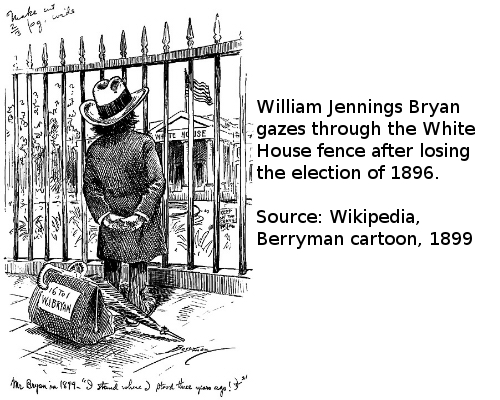 Make cut
2/3 pg. wide
WHITE HOUSE
16 TO 1
W.J.BRYAN
Berryman
Mr Bryan in 1899 - "I stand where I stood three years ago!"
William Jennings Bryan
gazes through the White
House fence after losing
the election of 1896.
Source: Wikipedia,
Berryman cartoon, 1899